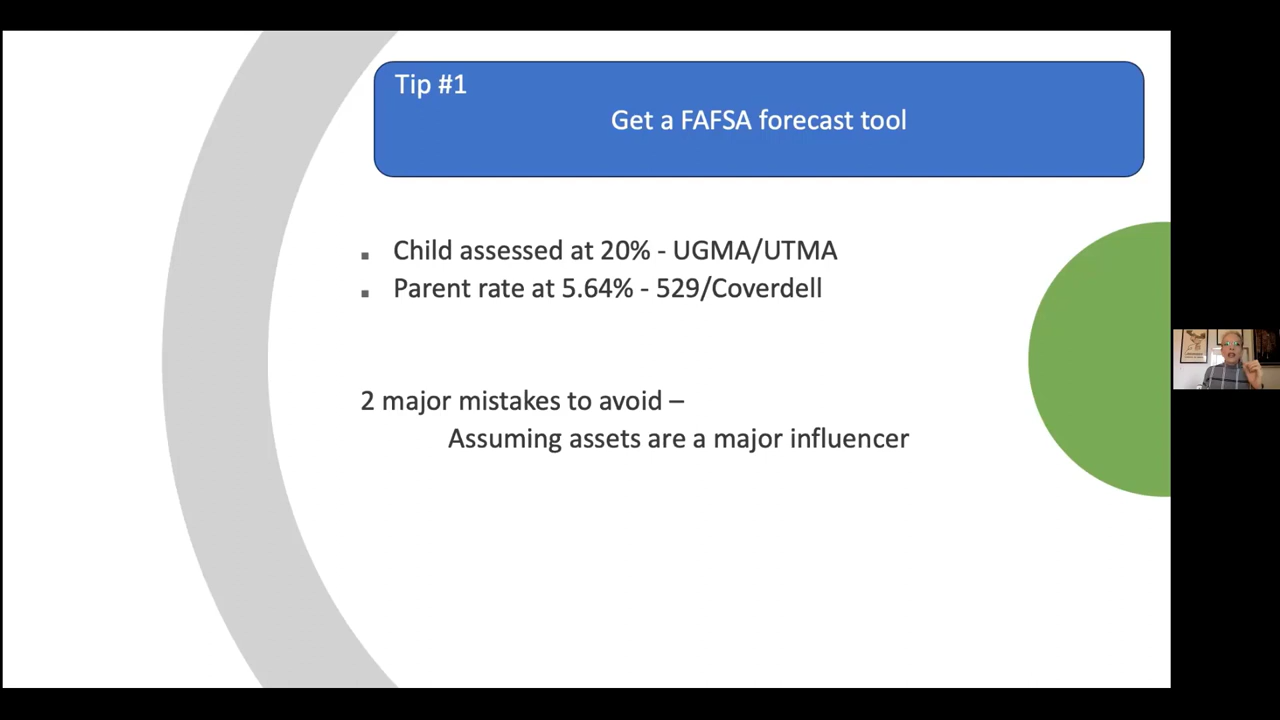 Tip #1
Get a FAFSA forecast tool
▪ Child assessed at 20% - UGMA/UTMA
▪ Parent rate at 5.64% - 529/Coverdell
2 major mistakes to avoid –
Assuming assets are a major influencer